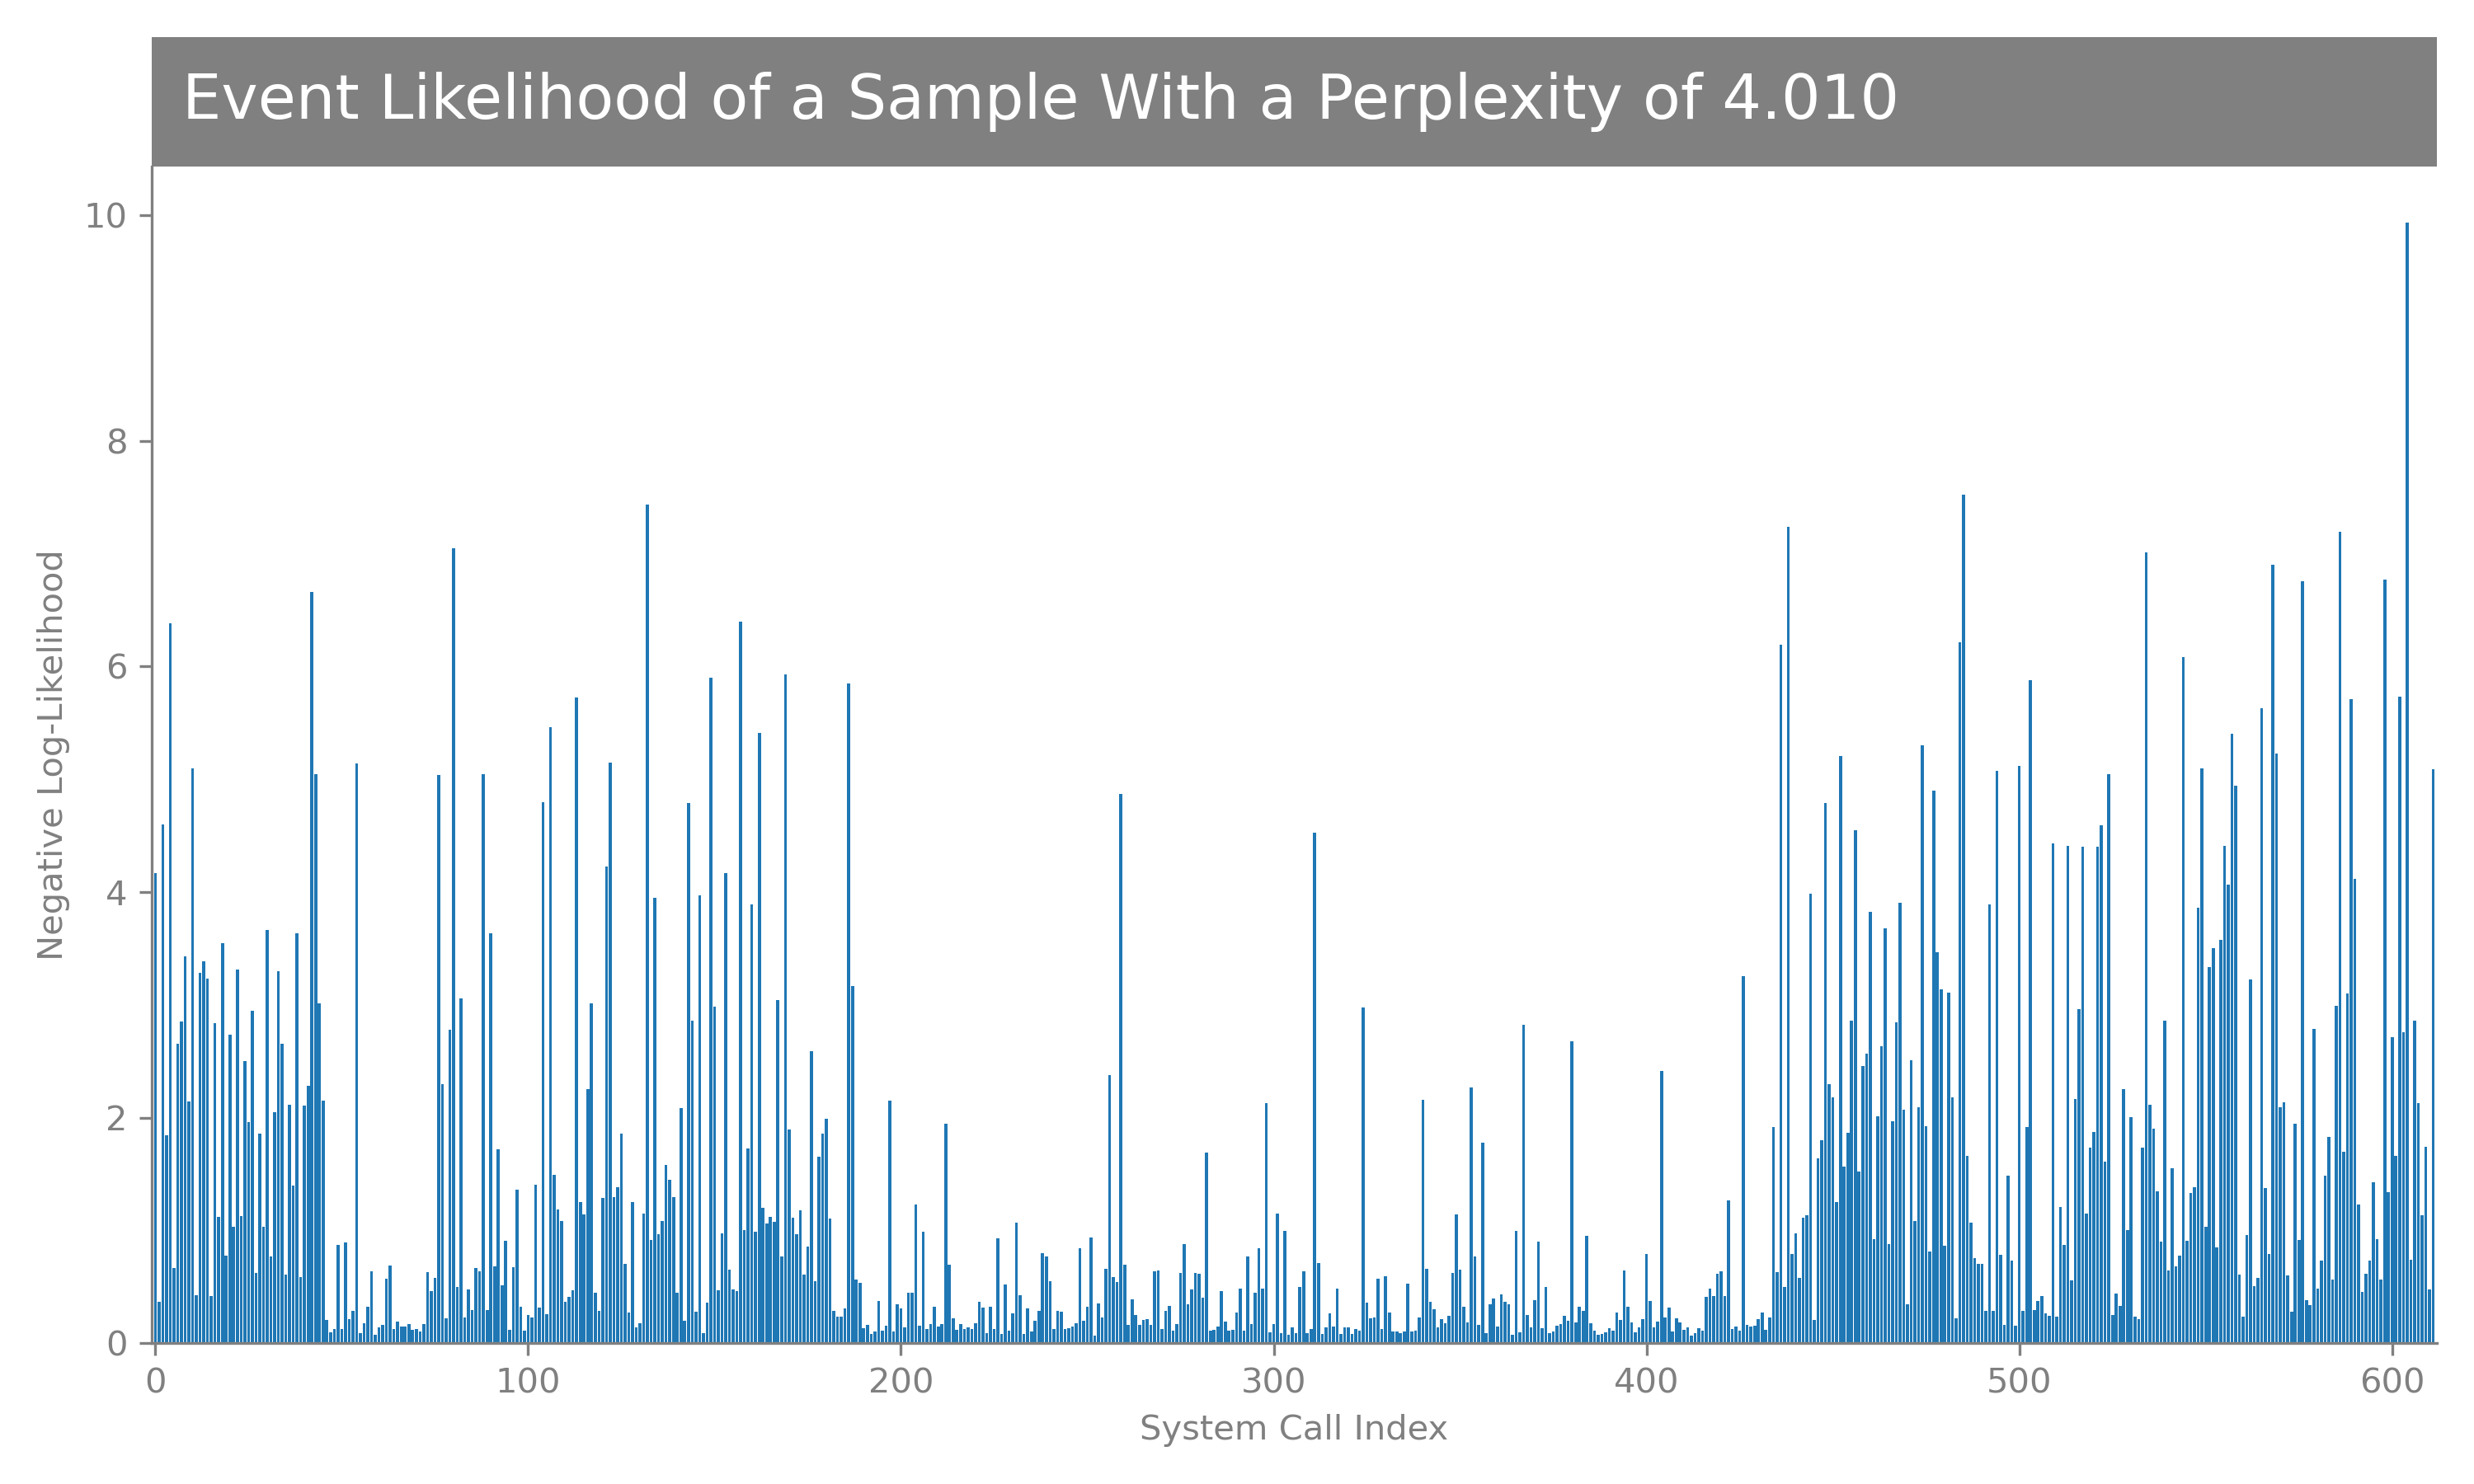 Event Likelihood of a Sample With a Perplexity of 4.010
10
8
6
4
2
0
Negative Log-Likelihood
0 100 200 300 400 500 600
System Call Index